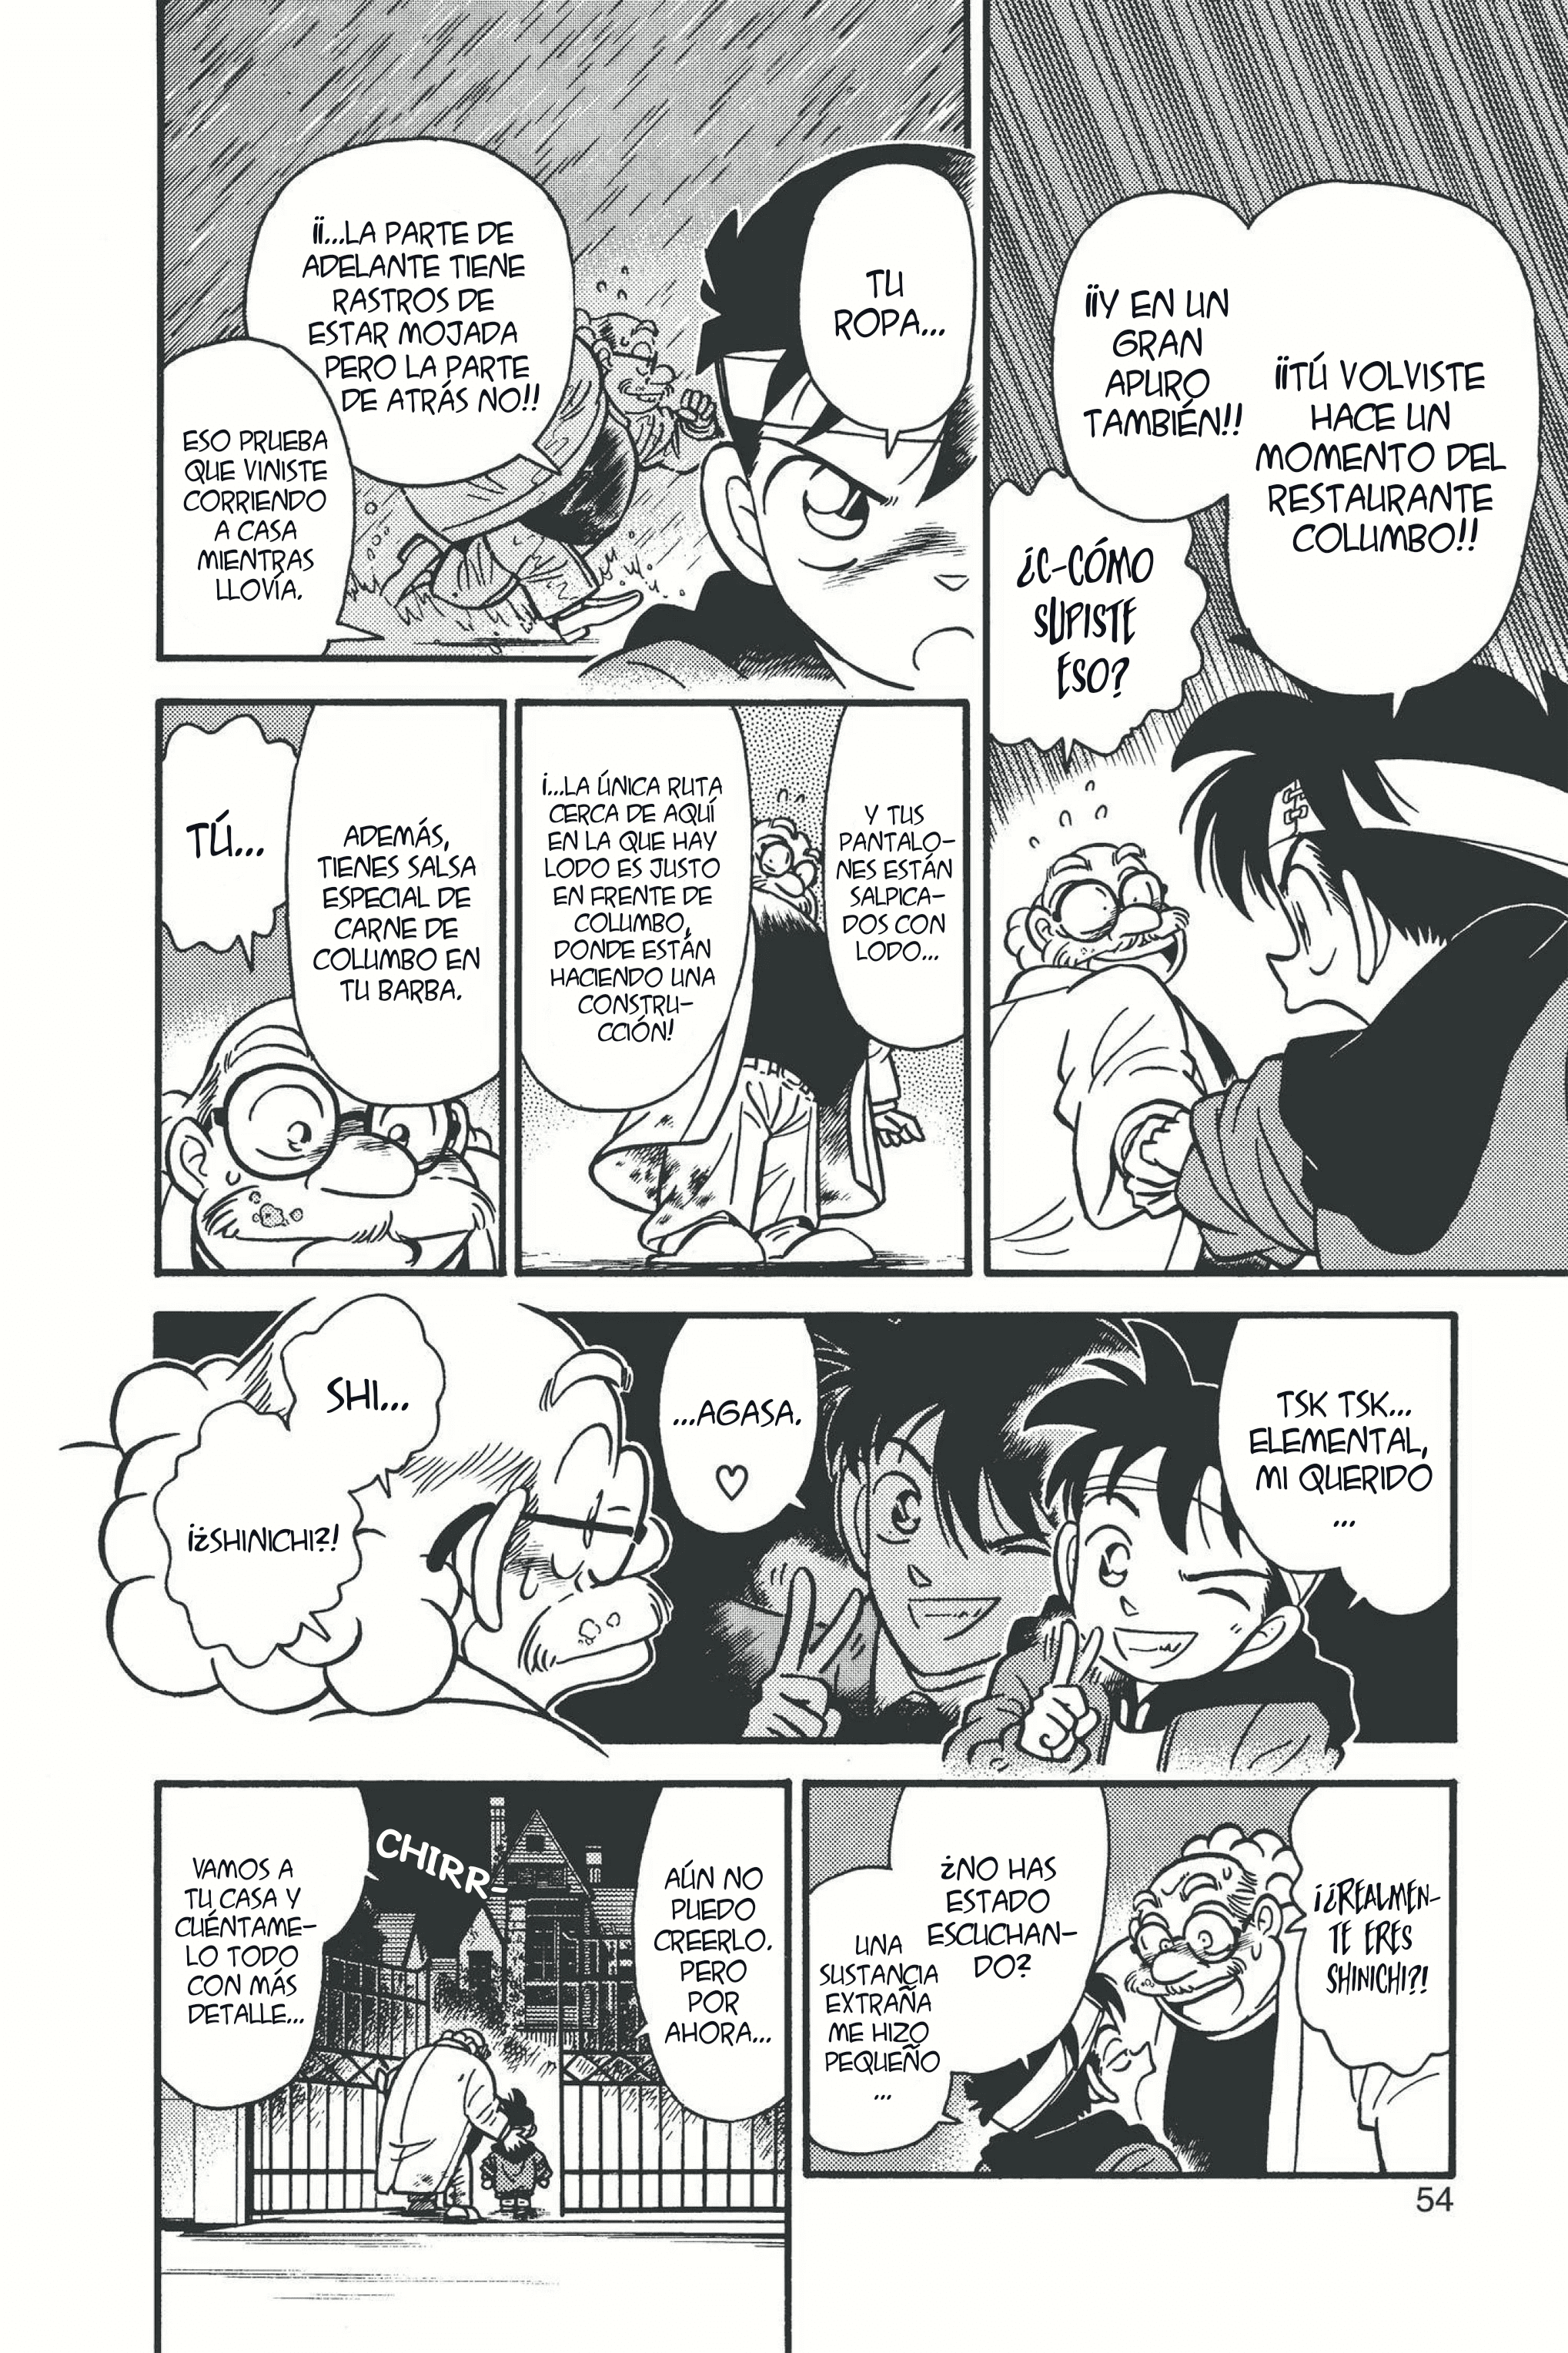 ¡¡TÚ VOLVISTE
HACE UN
MOMENTO DEL
RESTAURANTE
COLUMBO!!
¡¡Y EN UN
GRAN
APURO
TAMBIÉN!!
¿C-CÓMO
SUPISTE
ESO?
TU
ROPA...
¡¡...LA PARTE DE
ADELANTE TIENE
RASTROS DE
ESTAR MOJADA
PERO LA PARTE
DE ATRÁS NO!!
ESO PRUEBA
QUE VINISTE
CORRIENDO
A CASA
MIENTRAS
LLOVÍA.
Y TUS
PANTALO-
NES ESTÁN
SALPICA-
DOS CON
LODO...
¡...LA ÚNICA RUTA
CERCA DE AQUÍ
EN LA QUE HAY
LODO ES JUSTO
EN FRENTE DE
COLUMBO,
DONDE ESTÁN
HACIENDO UNA
CONSTRU-
CCIÓN!
ADEMÁS,
TIENES SALSA
ESPECIAL DE
CARNE DE
COLUMBO EN
TU BARBA.
TÚ...
TSK TSK...
ELEMENTAL,
MI QUERIDO
...
...AGASA.
♡
SHI...
¡¿SHINICHI?!
¡¿REALMEN-
TE ERES
SHINICHI?!
¿NO HAS
ESTADO
ESCUCHAN-
DO?
UNA
SUSTANCIA
EXTRAÑA
ME HIZO
PEQUEÑO
...
AÚN NO
PUEDO
CREERLO.
PERO
POR
AHORA...
CHIRR-
VAMOS A
TU CASA Y
CUÉNTAME-
LO TODO
CON MÁS
DETALLE...
54